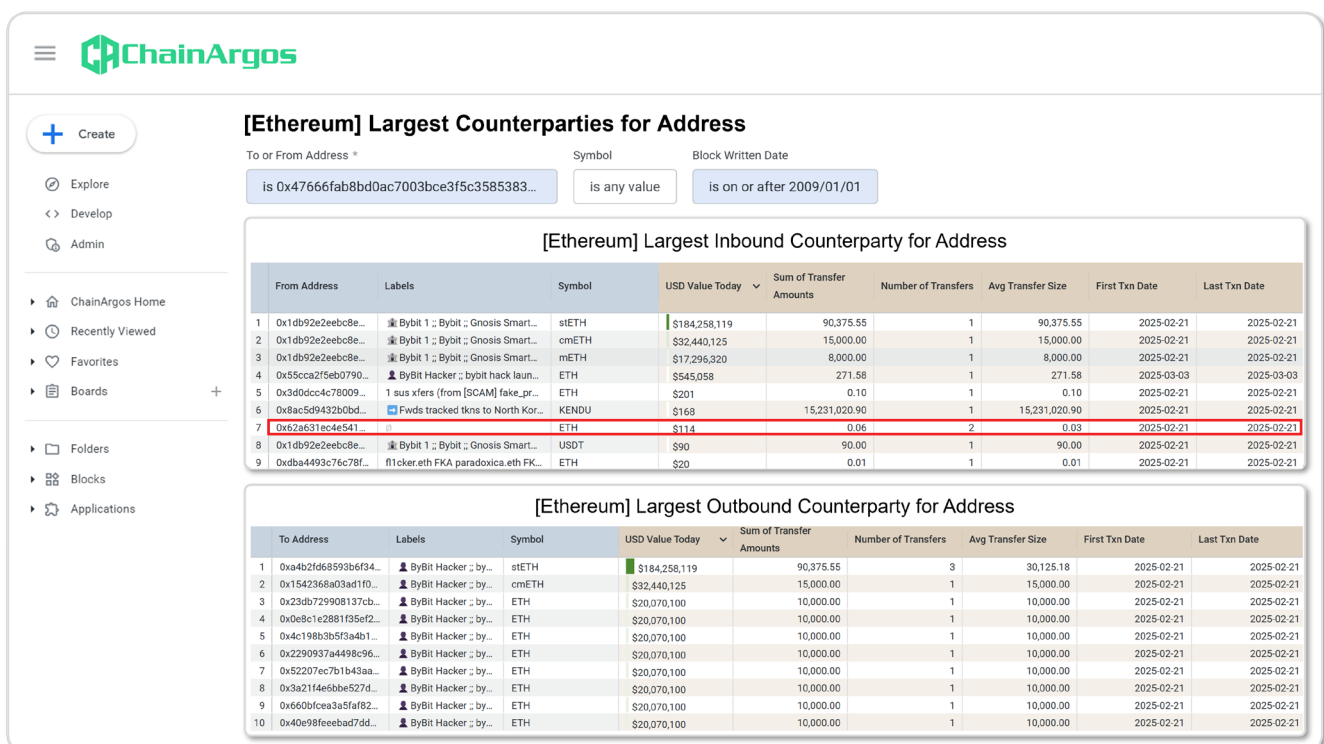 ChainArgos
Create
Explore
Develop
Admin
ChainArgos Home
Recently Viewed
Favorites
Boards
Folders
Blocks
Applications
[Ethereum] Largest Counterparties for Address
To or From Address * Symbol Block Written Date
is 0x47666fab8bd0ac7003bce3f5c3585383... is any value is on or after 2009/01/01
[Ethereum] Largest Inbound Counterparty for Address
From Address Labels Symbol USD Value Today Sum of Transfer Amounts Number of Transfers Avg Transfer Size First Txn Date Last Txn Date
1 0x1db92e2eebc8e... Bybit 1 ;; Bybit ;; Gnosis Smart... stETH $184,258,119 90,375.55 1 90,375.55 2025-02-21 2025-02-21
2 0x1db92e2eebc8e... Bybit 1 ;; Bybit ;; Gnosis Smart... cmETH $32,440,125 15,000.00 1 15,000.00 2025-02-21 2025-02-21
3 0x1db92e2eebc8e... Bybit 1 ;; Bybit ;; Gnosis Smart... mETH $17,296,320 8,000.00 1 8,000.00 2025-02-21 2025-02-21
4 0x55cca2f5eb0790... ByBit Hacker ;; bybit hack laun... ETH $545,058 271.58 1 271.58 2025-03-03 2025-03-03
5 0x3d0dcc4c78009... 1 sus xfers (from [SCAM] fake_pr... ETH $201 0.10 1 0.10 2025-02-21 2025-02-21
6 0x8ac5d9432b0bd... Fwds tracked tkns to North Kor... KENDU $168 15,231,020.90 1 15,231,020.90 2025-02-21 2025-02-21
7 0x62a631ec4e541... ∅ ETH $114 0.06 2 0.03 2025-02-21 2025-02-21
8 0x1db92e2eebc8e... Bybit 1 ;; Bybit ;; Gnosis Smart... USDT $90 90.00 1 90.00 2025-02-21 2025-02-21
9 0xdba4493c76c78f... fl1cker.eth FKA paradoxica.eth FK... ETH $20 0.01 1 0.01 2025-02-21 2025-02-21
[Ethereum] Largest Outbound Counterparty for Address
To Address Labels Symbol USD Value Today Sum of Transfer Amounts Number of Transfers Avg Transfer Size First Txn Date Last Txn Date
1 0xa4b2fd68593b6f34... ByBit Hacker ;; by... stETH $184,258,119 90,375.55 3 30,125.18 2025-02-21 2025-02-21
2 0x1542368a03ad1f0... ByBit Hacker ;; by... cmETH $32,440,125 15,000.00 1 15,000.00 2025-02-21 2025-02-21
3 0x23db729908137cb... ByBit Hacker ;; by... ETH $20,070,100 10,000.00 1 10,000.00 2025-02-21 2025-02-21
4 0x0e8c1e2881f35ef2... ByBit Hacker ;; by... ETH $20,070,100 10,000.00 1 10,000.00 2025-02-21 2025-02-21
5 0x4c198b3b5f3a4b1... ByBit Hacker ;; by... ETH $20,070,100 10,000.00 1 10,000.00 2025-02-21 2025-02-21
6 0x2290937a4498c96... ByBit Hacker ;; by... ETH $20,070,100 10,000.00 1 10,000.00 2025-02-21 2025-02-21
7 0x52207ec7b1b43aa... ByBit Hacker ;; by... ETH $20,070,100 10,000.00 1 10,000.00 2025-02-21 2025-02-21
8 0x3a21f4e6bbe527d... ByBit Hacker ;; by... ETH $20,070,100 10,000.00 1 10,000.00 2025-02-21 2025-02-21
9 0x660bfcea3a5faf82... ByBit Hacker ;; by... ETH $20,070,100 10,000.00 1 10,000.00 2025-02-21 2025-02-21
10 0x40e98feeebad7dd... ByBit Hacker ;; by... ETH $20,070,100 10,000.00 1 10,000.00 2025-02-21 2025-02-21